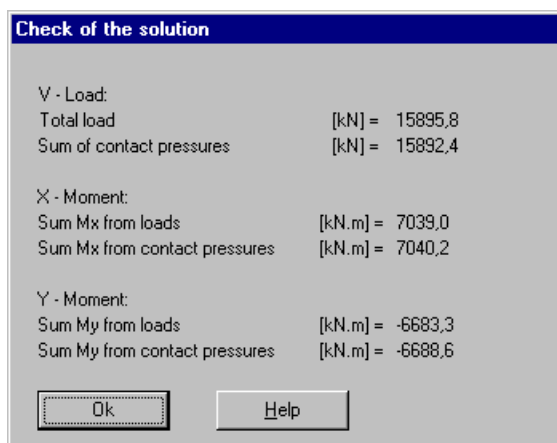 Check of the solution
V - Load:
Total load [kN] = 15895,8
Sum of contact pressures [kN] = 15892,4
X - Moment:
Sum Mx from loads [kN.m] = 7039,0
Sum Mx from contact pressures [kN.m] = 7040,2
Y - Moment:
Sum My from loads [kN.m] = -6683,3
Sum My from contact pressures [kN.m] = -6688,6
Ok Help